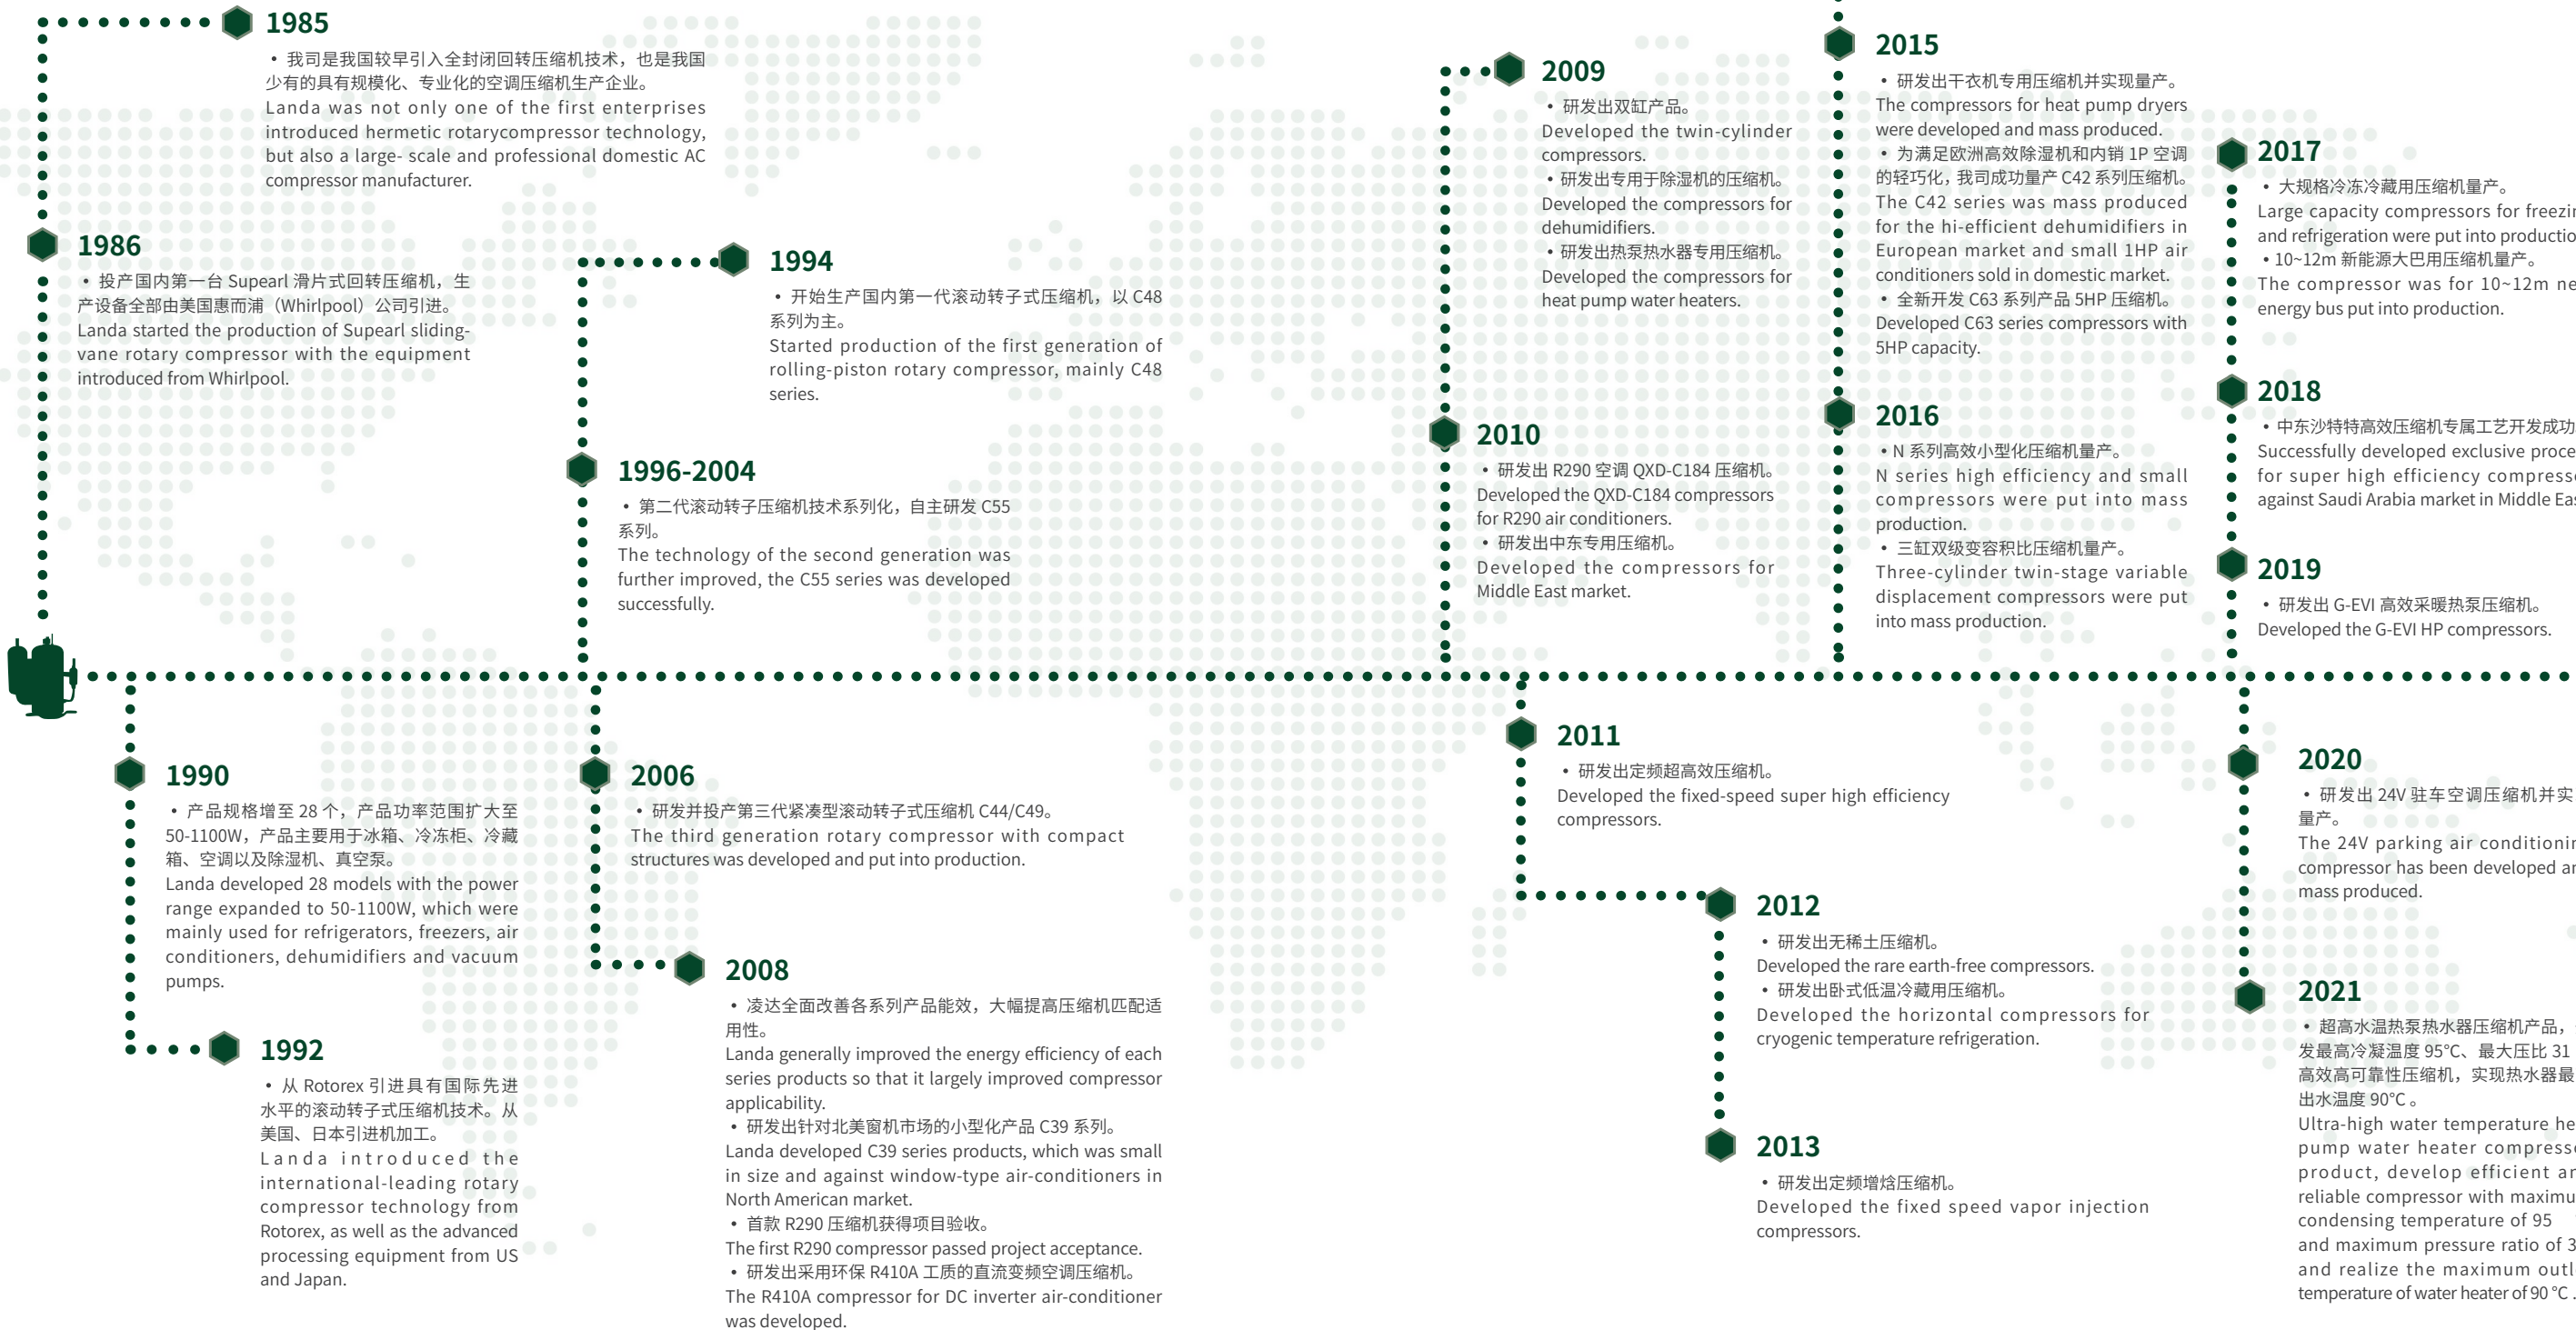 1985
• 我司是我国较早引入全封闭回转压缩机技术，也是我国
少有的具有规模化、专业化的空调压缩机生产企业。
Landa was not only one of the first enterprises
introduced hermetic rotarycompressor technology,
but also a large- scale and professional domestic AC
compressor manufacturer.
1986
• 投产国内第一台 Supearl 滑片式回转压缩机，生
产设备全部由美国惠而浦（Whirlpool）公司引进。
Landa started the production of Supearl sliding-
vane rotary compressor with the equipment
introduced from Whirlpool.
1994
• 开始生产国内第一代滚动转子式压缩机，以 C48
系列为主。
Started production of the first generation of
rolling-piston rotary compressor, mainly C48
series.
1996-2004
• 第二代滚动转子压缩机技术系列化，自主研发 C55
系列。
The technology of the second generation was
further improved, the C55 series was developed
successfully.
1990
• 产品规格增至 28 个，产品功率范围扩大至
50-1100W，产品主要用于冰箱、冷冻柜、冷藏
箱、空调以及除湿机、真空泵。
Landa developed 28 models with the power
range expanded to 50-1100W, which were
mainly used for refrigerators, freezers, air
conditioners, dehumidifiers and vacuum
pumps.
1992
• 从 Rotorex 引进具有国际先进
水平的滚动转子式压缩机技术。从
美国、日本引进机加工。
Landa introduced the
international-leading rotary
compressor technology from
Rotorex, as well as the advanced
processing equipment from US
and Japan.
2006
• 研发并投产第三代紧凑型滚动转子式压缩机 C44/C49。
The third generation rotary compressor with compact
structures was developed and put into production.
2008
• 凌达全面改善各系列产品能效，大幅提高压缩机匹配适
用性。
Landa generally improved the energy efficiency of each
series products so that it largely improved compressor
applicability.
• 研发出针对北美窗机市场的小型化产品 C39 系列。
Landa developed C39 series products, which was small
in size and against window-type air-conditioners in
North American market.
• 首款 R290 压缩机获得项目验收。
The first R290 compressor passed project acceptance.
• 研发出采用环保 R410A 工质的直流变频空调压缩机。
The R410A compressor for DC inverter air-conditioner
was developed.
2009
• 研发出双缸产品。
Developed the twin-cylinder
compressors.
• 研发出专用于除湿机的压缩机。
Developed the compressors for
dehumidifiers.
• 研发出热泵热水器专用压缩机。
Developed the compressors for
heat pump water heaters.
2010
• 研发出 R290 空调 QXD-C184 压缩机。
Developed the QXD-C184 compressors
for R290 air conditioners.
• 研发出中东专用压缩机。
Developed the compressors for
Middle East market.
2011
• 研发出定频超高效压缩机。
Developed the fixed-speed super high efficiency
compressors.
2012
• 研发出无稀土压缩机。
Developed the rare earth-free compressors.
• 研发出卧式低温冷藏用压缩机。
Developed the horizontal compressors for
cryogenic temperature refrigeration.
2013
• 研发出定频增焓压缩机。
Developed the fixed speed vapor injection
compressors.
2015
• 研发出干衣机专用压缩机并实现量产。
The compressors for heat pump dryers
were developed and mass produced.
• 为满足欧洲高效除湿机和内销 1P 空调
的轻巧化，我司成功量产 C42 系列压缩机。
The C42 series was mass produced
for the hi-efficient dehumidifiers in
European market and small 1HP air
conditioners sold in domestic market.
• 全新开发 C63 系列产品 5HP 压缩机。
Developed C63 series compressors with
5HP capacity.
2016
• N 系列高效小型化压缩机量产。
N series high efficiency and small
compressors were put into mass
production.
• 三缸双级变容积比压缩机量产。
Three-cylinder twin-stage variable
displacement compressors were put
into mass production.
2017
• 大规格冷冻冷藏用压缩机量产。
Large capacity compressors for
and refrigeration were put into
• 10~12m 新能源大巴用压缩机量产。
The compressor was for 10~12m
energy bus put into production.
2018
• 中东沙特特高效压缩机专属工艺开发成功
Successfully developed exclusive
for super high efficiency
against Saudi Arabia market in Middle
2019
• 研发出 G-EVI 高效采暖热泵压缩机。
Developed the G-EVI HP compressors.
2020
• 研发出 24V 驻车空调压缩机并实
量产。
The 24V parking air
compressor has been developed
mass produced.
2021
• 超高水温热泵热水器压缩机产品，
发最高冷凝温度 95℃、最大压比 31
高效高可靠性压缩机，实现热水器最
出水温度 90℃ 。
Ultra-high water temperature
pump water heater
product, develop efficient
reliable compressor with
condensing temperature of 95
and maximum pressure ratio of
and realize the maximum
temperature of water heater of 90 ℃ .